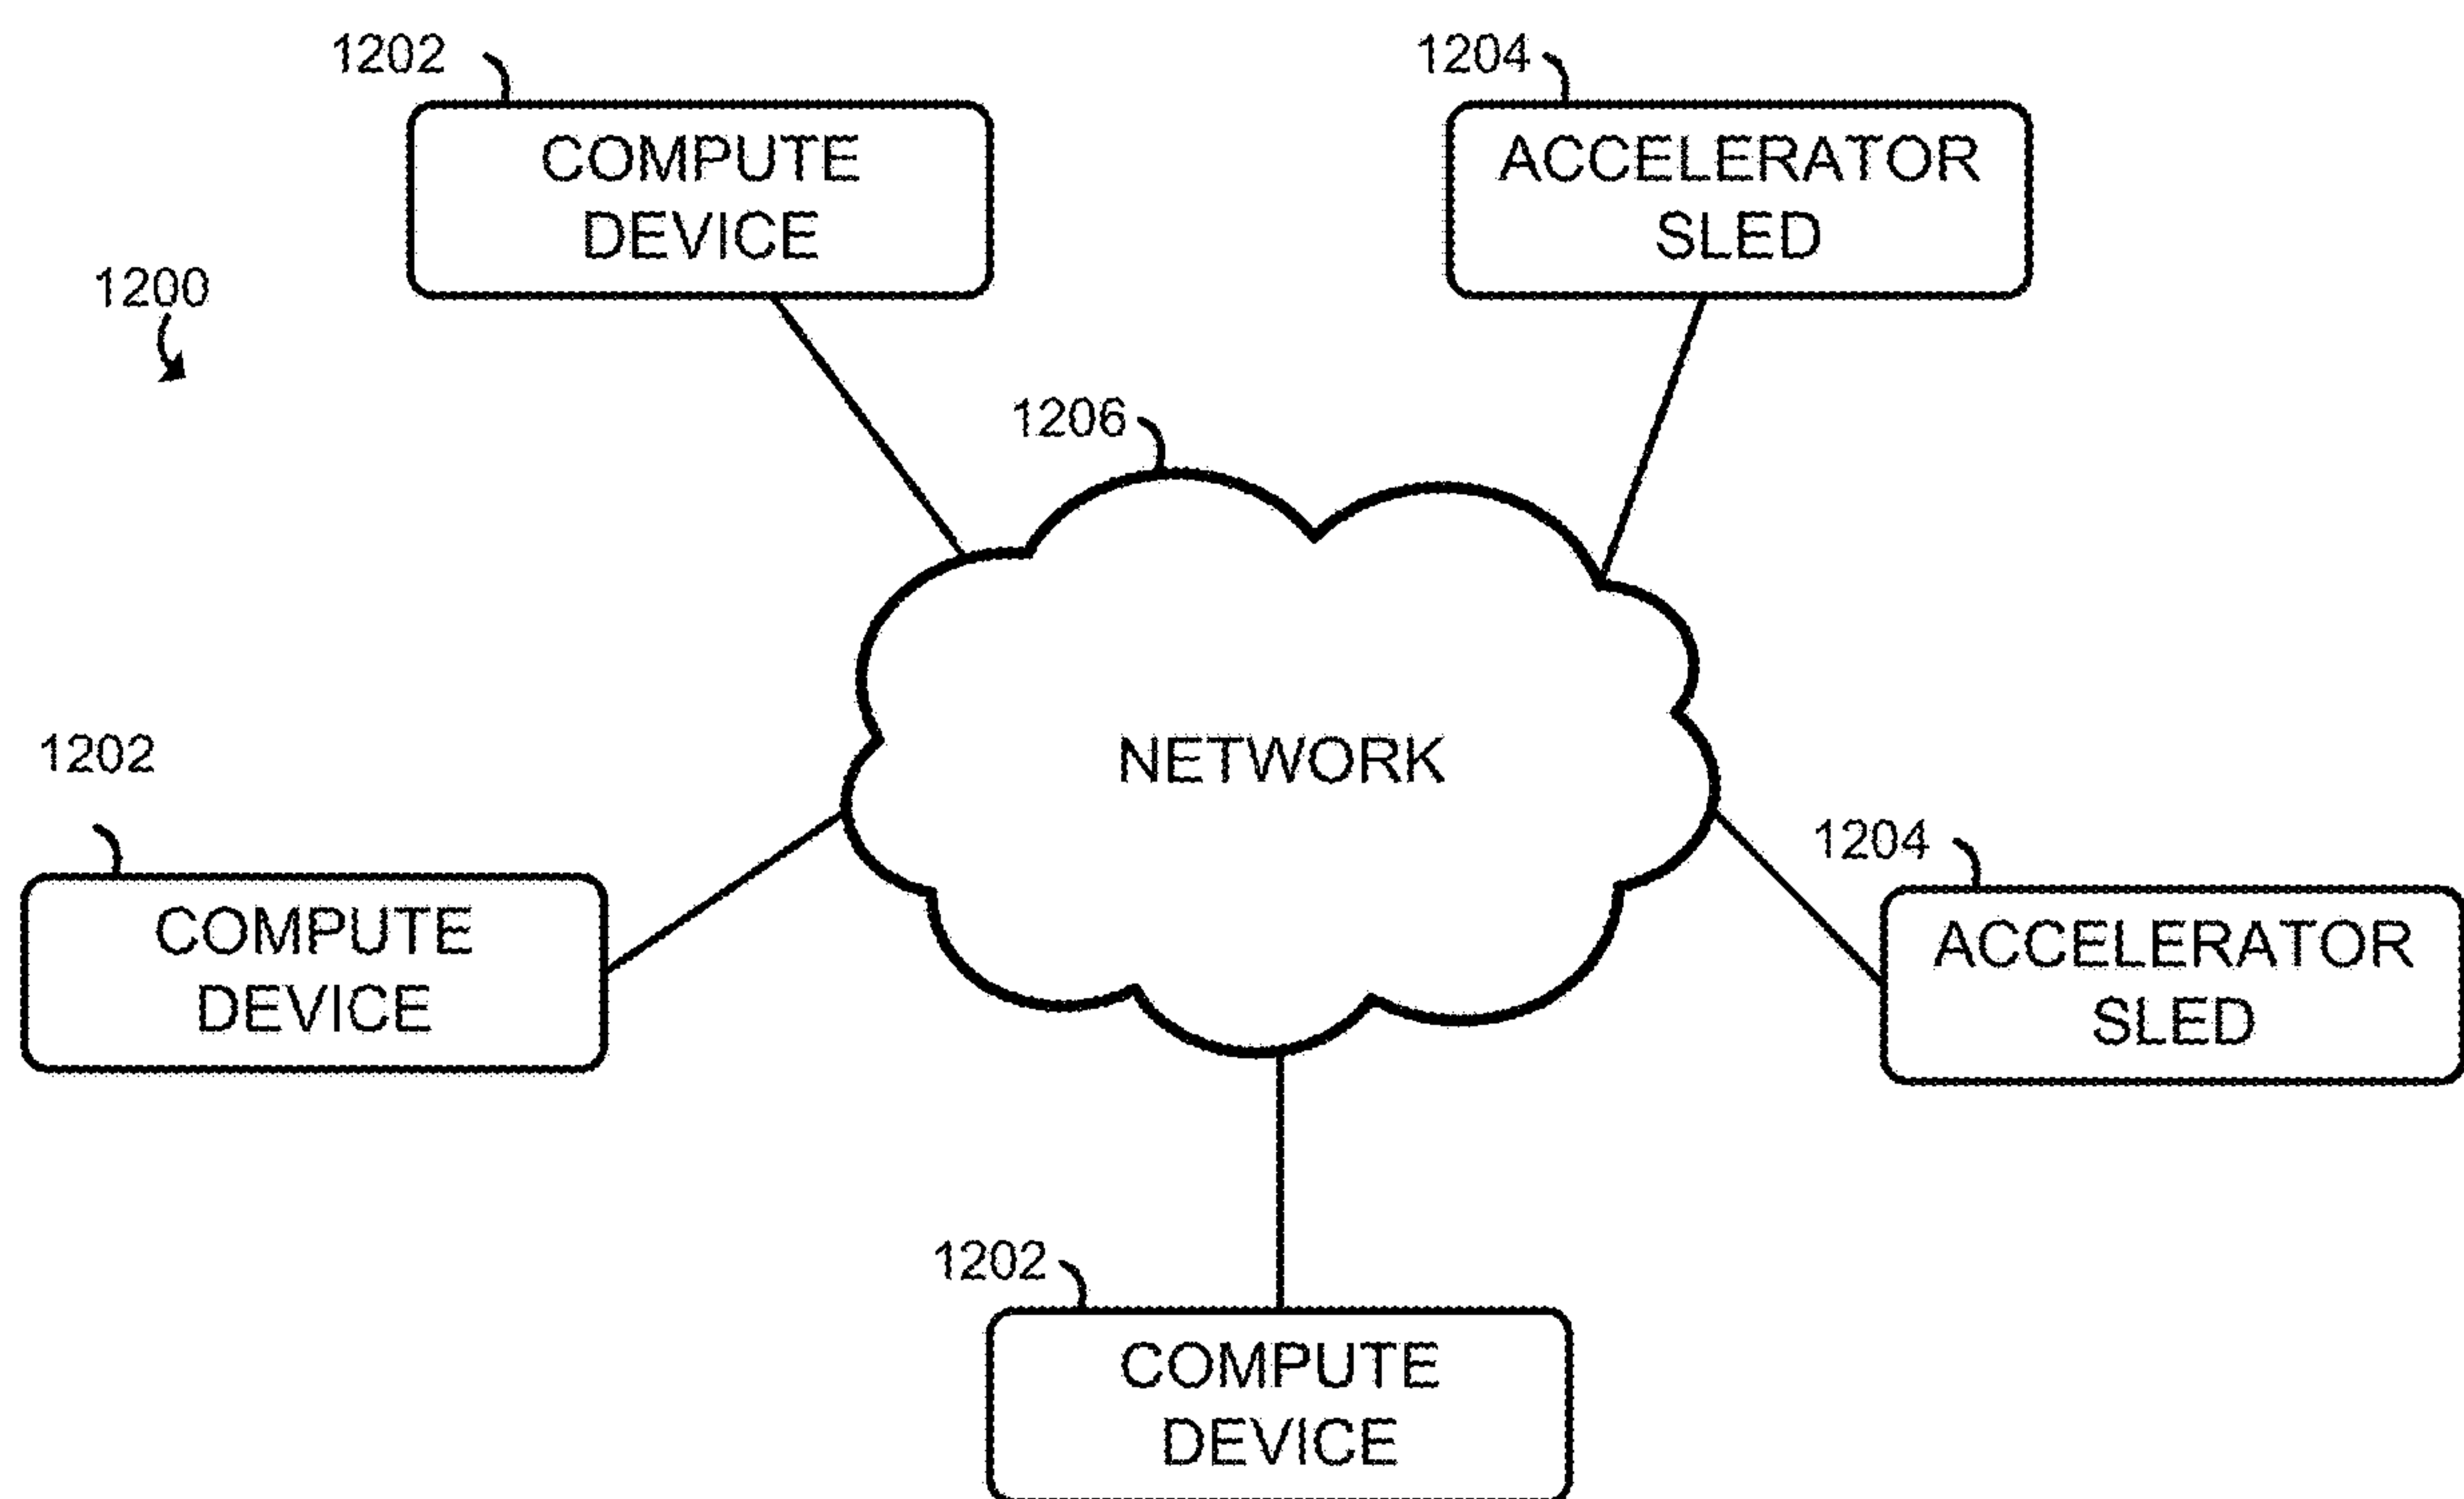 1202
COMPUTE
DEVICE
1204
ACCELERATOR
SLED
1200
1206
NETWORK
1202
COMPUTE
DEVICE
1204
ACCELERATOR
SLED
1202
COMPUTE
DEVICE